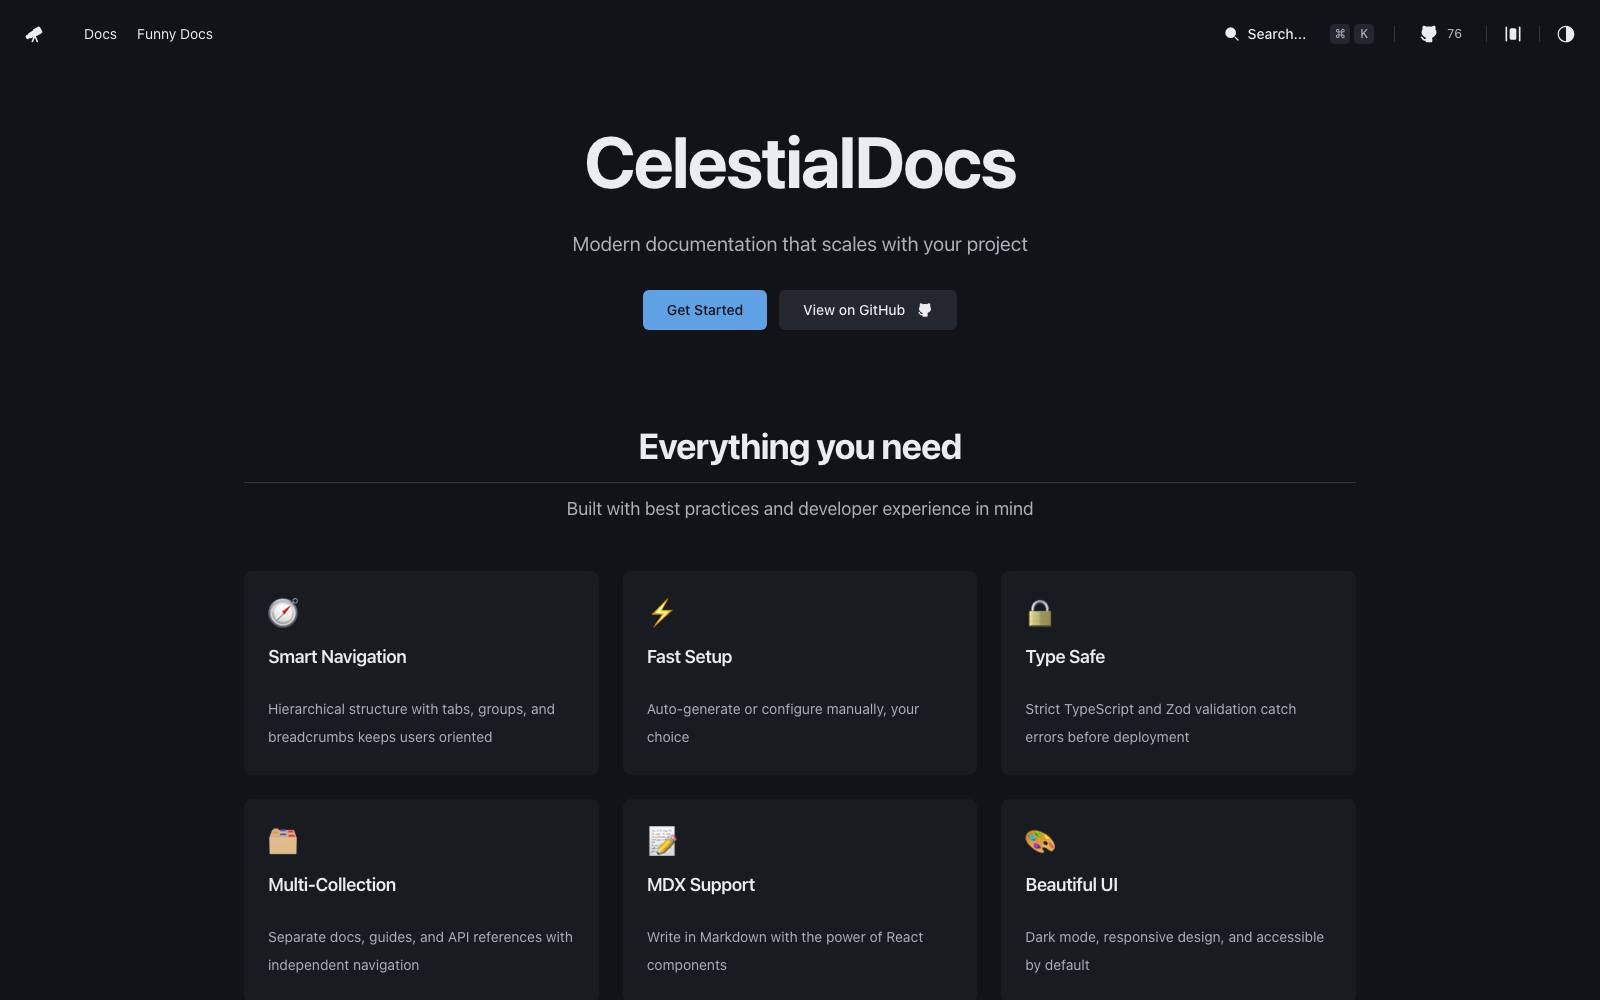 Docs
Funny Docs
Search...
⌘ K
76
CelestialDocs
Modern documentation that scales with your project
Get Started
View on GitHub
Everything you need
Built with best practices and developer experience in mind
Smart Navigation
Hierarchical structure with tabs, groups, and
breadcrumbs keeps users oriented
Fast Setup
Auto-generate or configure manually, your
choice
Type Safe
Strict TypeScript and Zod validation catch
errors before deployment
Multi-Collection
Separate docs, guides, and API references with
independent navigation
MDX Support
Write in Markdown with the power of React
components
Beautiful UI
Dark mode, responsive design, and accessible
by default